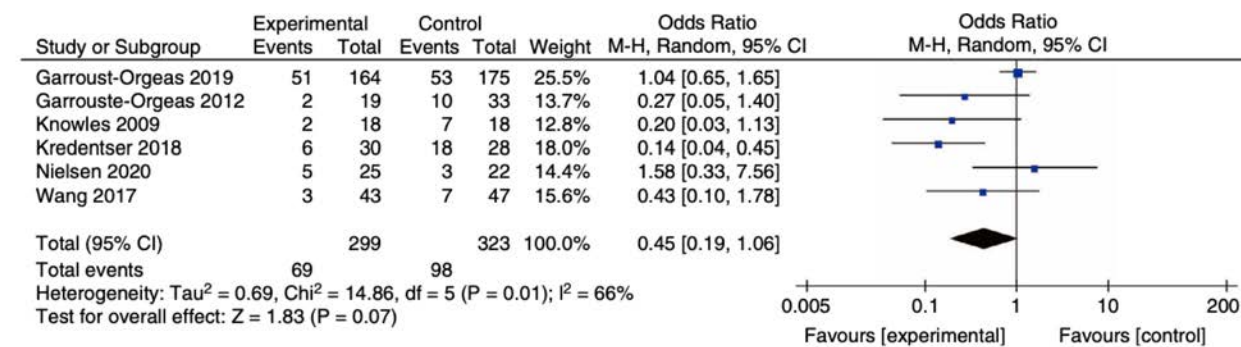 Experimental Control Odds Ratio Odds Ratio
Study or Subgroup Events Total Events Total Weight M-H, Random, 95% CI M-H, Random, 95% CI
Garroust-Orgeas 2019 51 164 53 175 25.5% 1.04 [0.65, 1.65]
Garrouste-Orgeas 2012 2 19 10 33 13.7% 0.27 [0.05, 1.40]
Knowles 2009 2 18 7 18 12.8% 0.20 [0.03, 1.13]
Kredentser 2018 6 30 18 28 18.0% 0.14 [0.04, 0.45]
Nielsen 2020 5 25 3 22 14.4% 1.58 [0.33, 7.56]
Wang 2017 3 43 7 47 15.6% 0.43 [0.10, 1.78]
Total (95% CI) 299 323 100.0% 0.45 [0.19, 1.06]
Total events 69 98
Heterogeneity: Tau² = 0.69, Chi² = 14.86, df = 5 (P = 0.01); I² = 66%
Test for overall effect: Z = 1.83 (P = 0.07)
0.005 0.1 1 10 200
Favours [experimental] Favours [control]